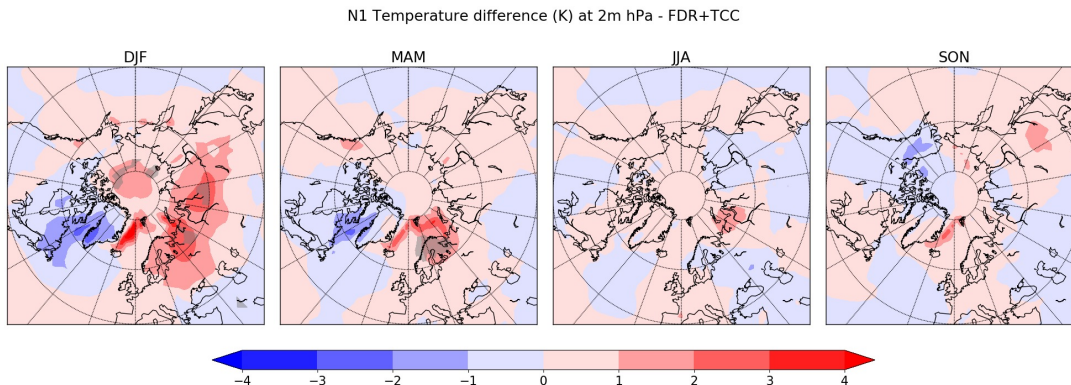 N1 Temperature difference (K) at 2m hPa - FDR+TCC
DJF MAM JJA SON
−4 −3 −2 −1 0 1 2 3 4